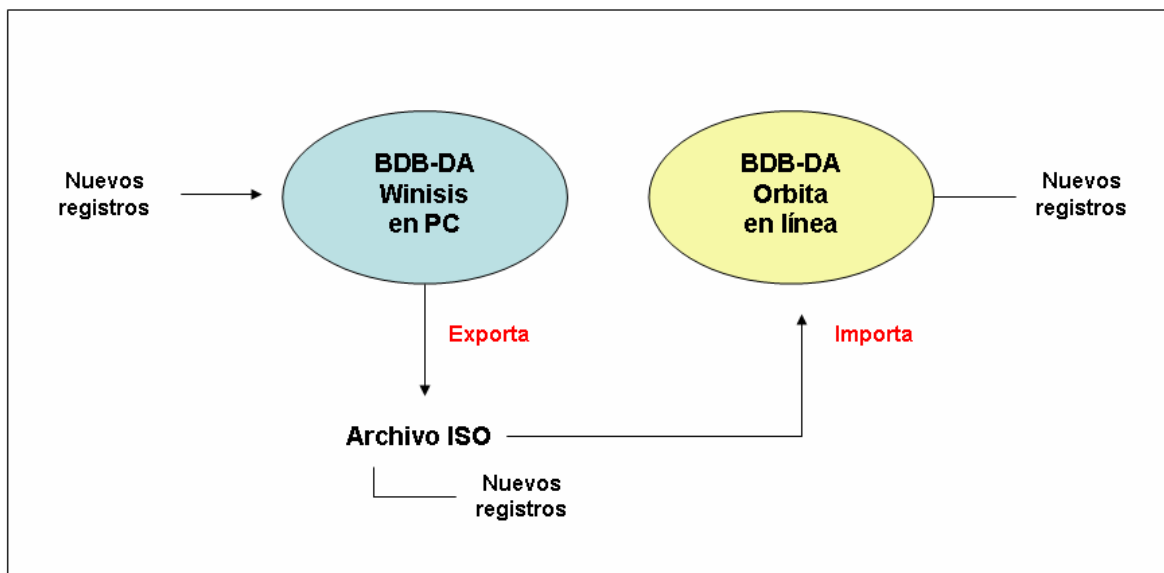 Nuevos
registros
BDB-DA
Winisis
en PC
BDB-DA
Orbita
en línea
Nuevos
registros
Exporta
Importa
Archivo ISO
Nuevos
registros